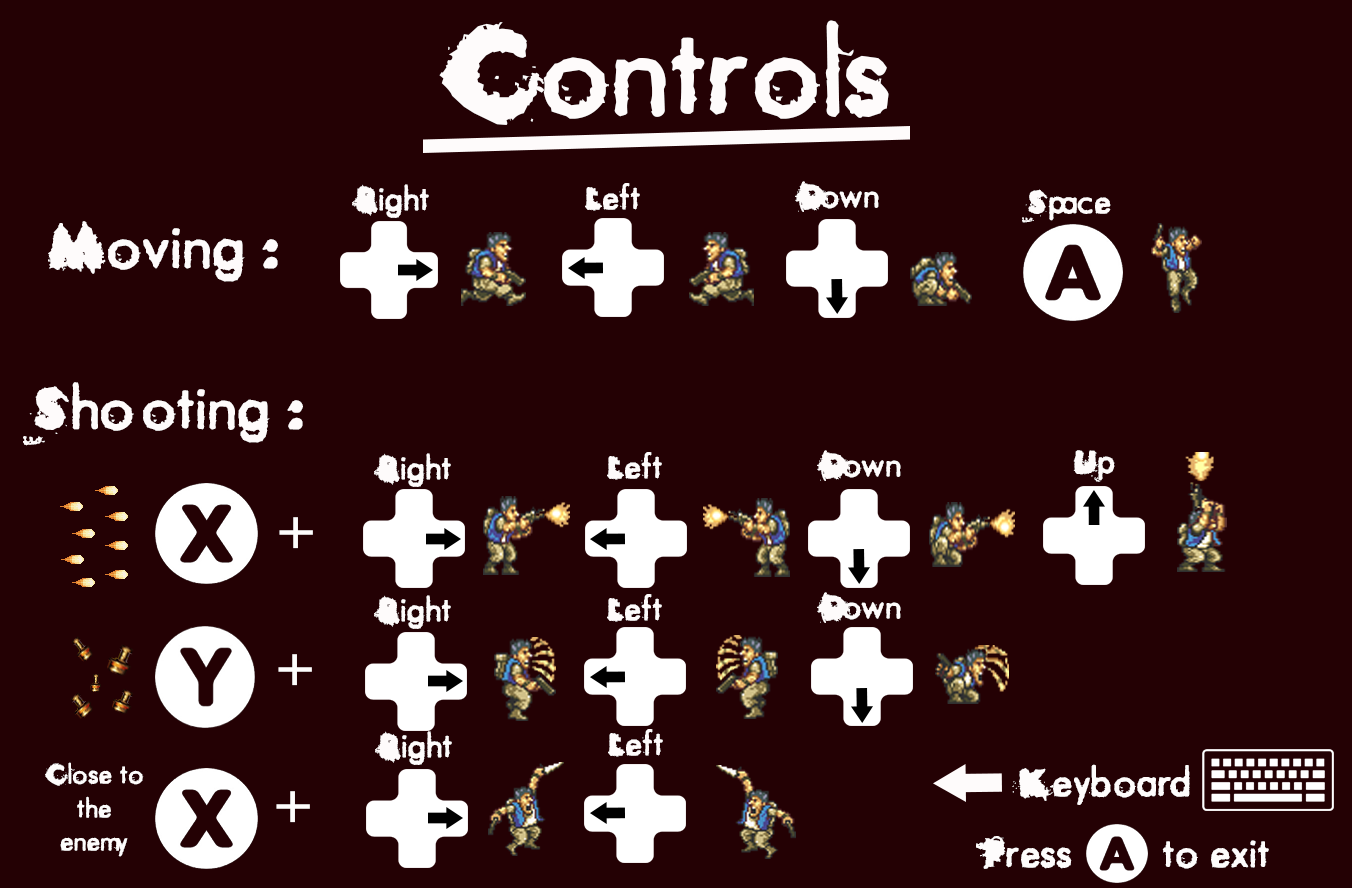 Controls
Moving :
Right
Left
Down
Space
A
Shooting :
X
+
Right
Left
Down
Up
Y
+
Right
Left
Down
Close to
the
enemy
X
+
Right
Left
Keyboard
Press A to exit